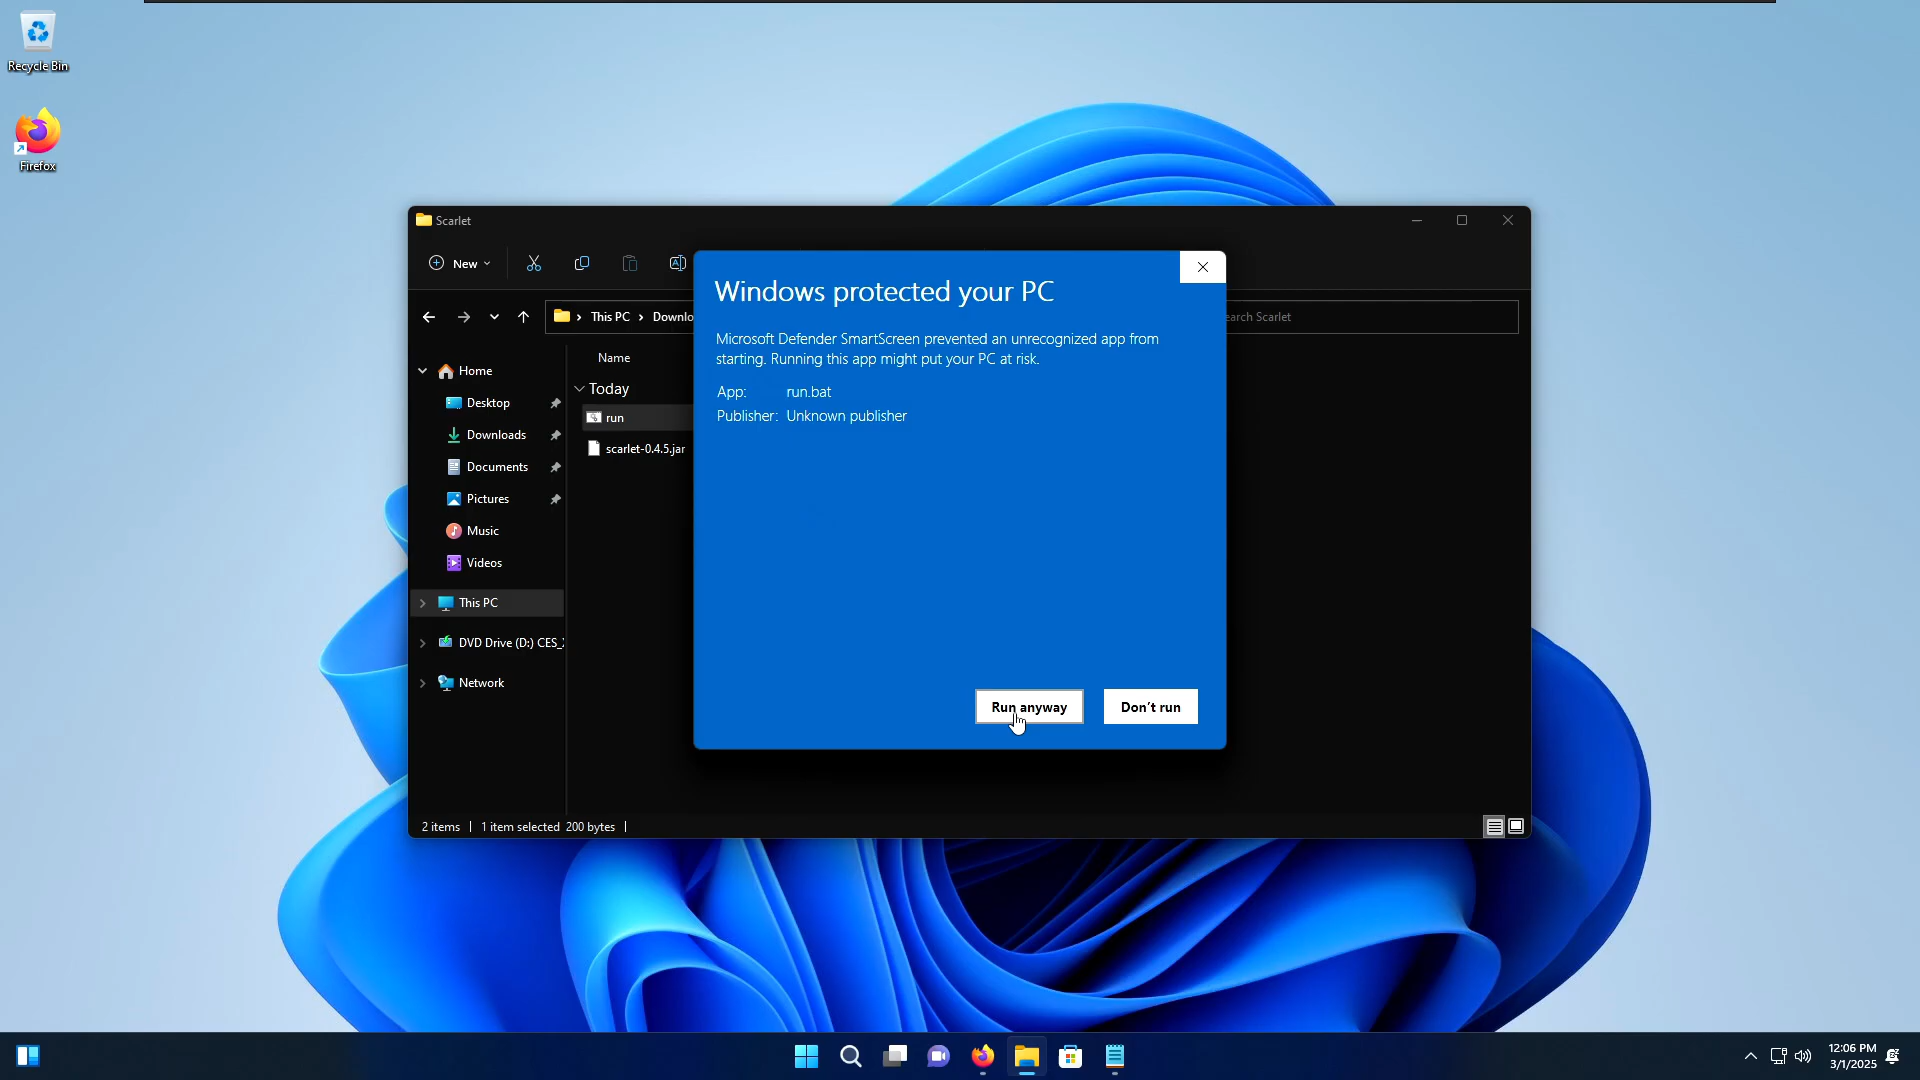 Recycle Bin
Firefox
Scarlet
New
This PC
Downlo
earch Scarlet
Home
Desktop
Downloads
Documents
Pictures
Music
Videos
This PC
DVD Drive (D:) CES_
Network
Name
Today
run
scarlet-0.4.5.jar
Windows protected your PC
Microsoft Defender SmartScreen prevented an unrecognized app from
starting. Running this app might put your PC at risk.
App: run.bat
Publisher: Unknown publisher
Run anyway
Don't run
2 items
1 item selected 200 bytes
12:06 PM
3/1/2025